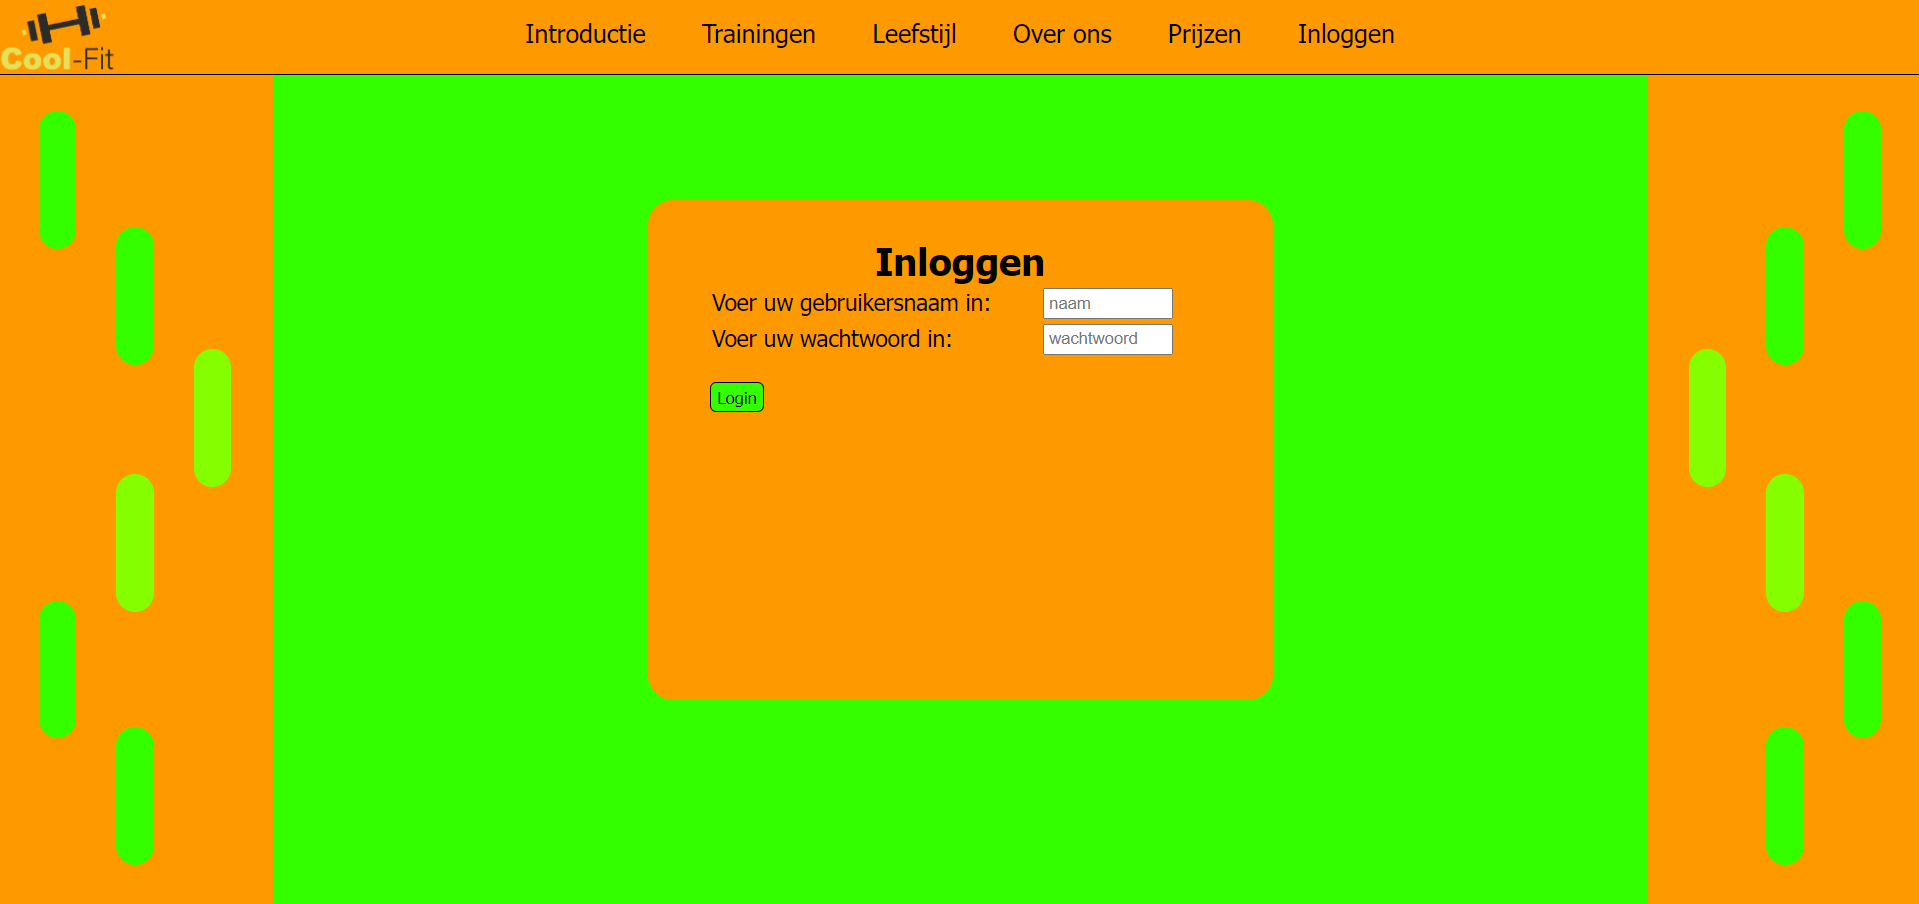 Cool-Fit
Introductie Trainingen Leefstijl Over ons Prijzen Inloggen
Inloggen
Voer uw gebruikersnaam in: naam
Voer uw wachtwoord in: wachtwoord
Login